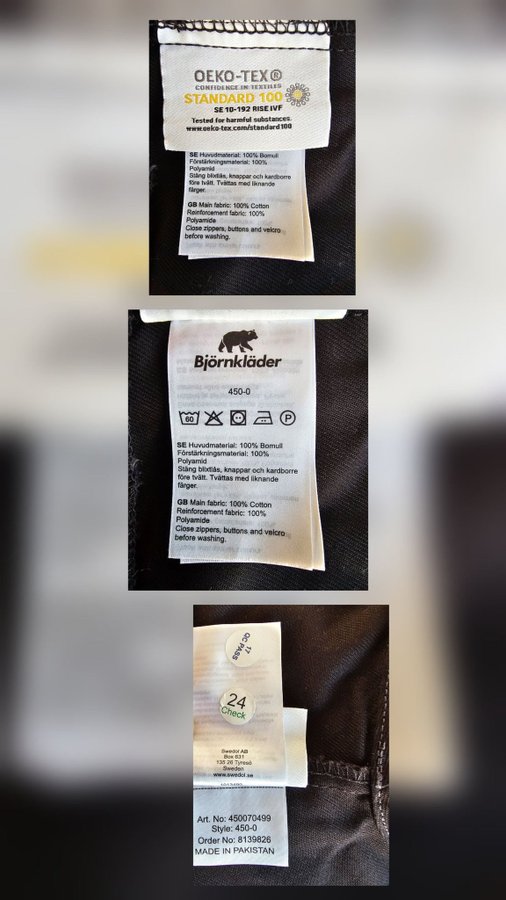 OEKO-TEX®
CONFIDENCE IN TEXTILES
STANDARD 100
SE 10-192 RISE IVF
Tested for harmful substances.
www.oeko-tex.com/standard100
SE Huvudmaterial: 100% Bomull
Förstärkningsmaterial: 100%
Polyamid
Stäng blixtlås, knappar och kardborre
före tvätt. Tvättas med liknande
färger.
GB Main fabric: 100% Cotton
Reinforcement fabric: 100%
Polyamide
Close zippers, buttons and velcro
before washing.
Björnkläder
450-0
60
P
SE Huvudmaterial: 100% Bomull
Förstärkningsmaterial: 100%
Polyamid
Stäng blixtlås, knappar och kardborre
före tvätt. Tvättas med liknande
färger.
GB Main fabric: 100% Cotton
Reinforcement fabric: 100%
Polyamide
Close zippers, buttons and velcro
before washing.
17
QC PASS
24
Check
Swedol AB
Box 631
135 26 Tyresö
Sweden
www.swedol.se
Art. No: 450070499
Style: 450-0
Order No: 8139826
MADE IN PAKISTAN